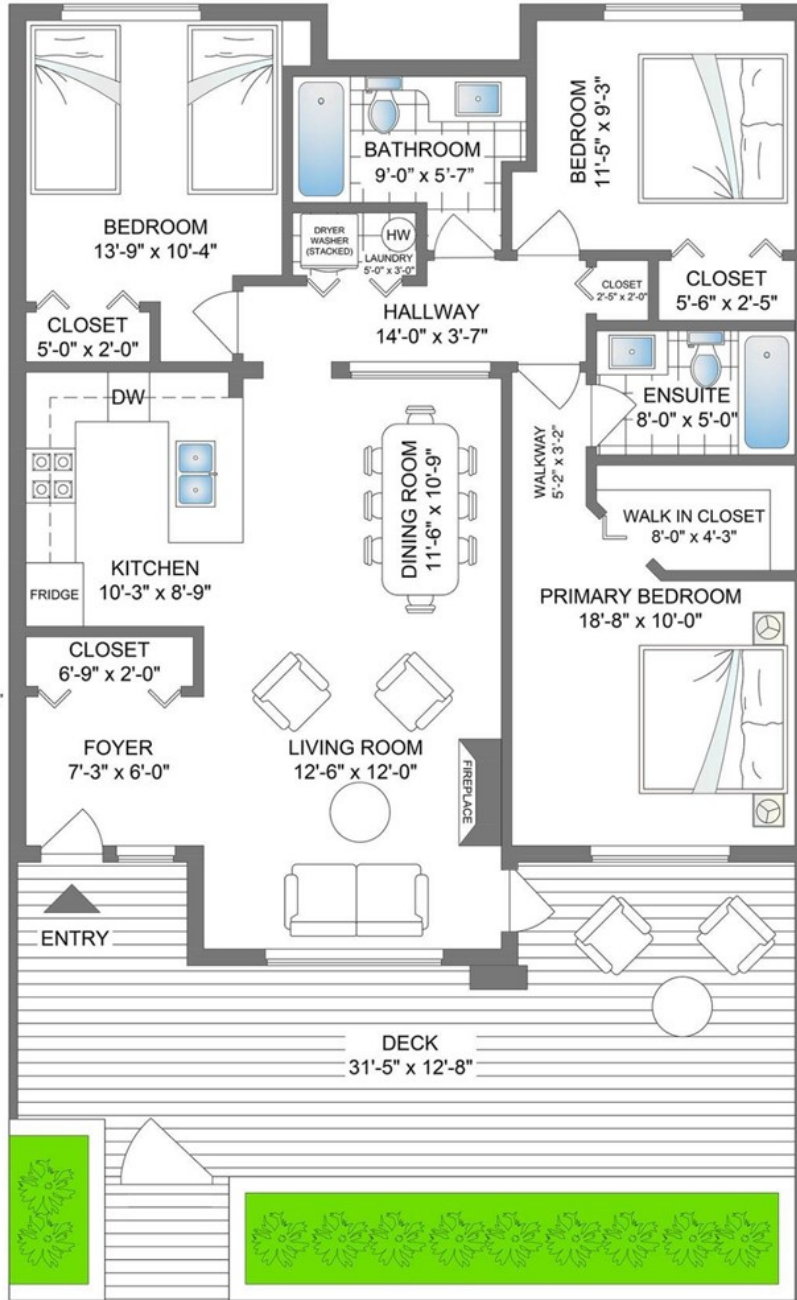 BEDROOM
13'-9" x 10'-4"
BATHROOM
9'-0" x 5'-7"
BEDROOM
11'-5" x 9'-3"
DRYER
WASHER
(STACKED)
HW
LAUNDRY
5'-0" x 3'-0"
CLOSET
5'-0" x 2'-0"
HALLWAY
14'-0" x 3'-7"
CLOSET
2'-5" x 2'-0"
CLOSET
5'-6" x 2'-5"
DW
DINING ROOM
11'-6" x 10'-9"
WALKWAY
5'-2" x 3'-2"
ENSUITE
8'-0" x 5'-0"
WALK IN CLOSET
8'-0" x 4'-3"
KITCHEN
10'-3" x 8'-9"
FRIDGE
PRIMARY BEDROOM
18'-8" x 10'-0"
CLOSET
6'-9" x 2'-0"
FOYER
7'-3" x 6'-0"
LIVING ROOM
12'-6" x 12'-0"
FIREPLACE
ENTRY
DECK
31'-5" x 12'-8"